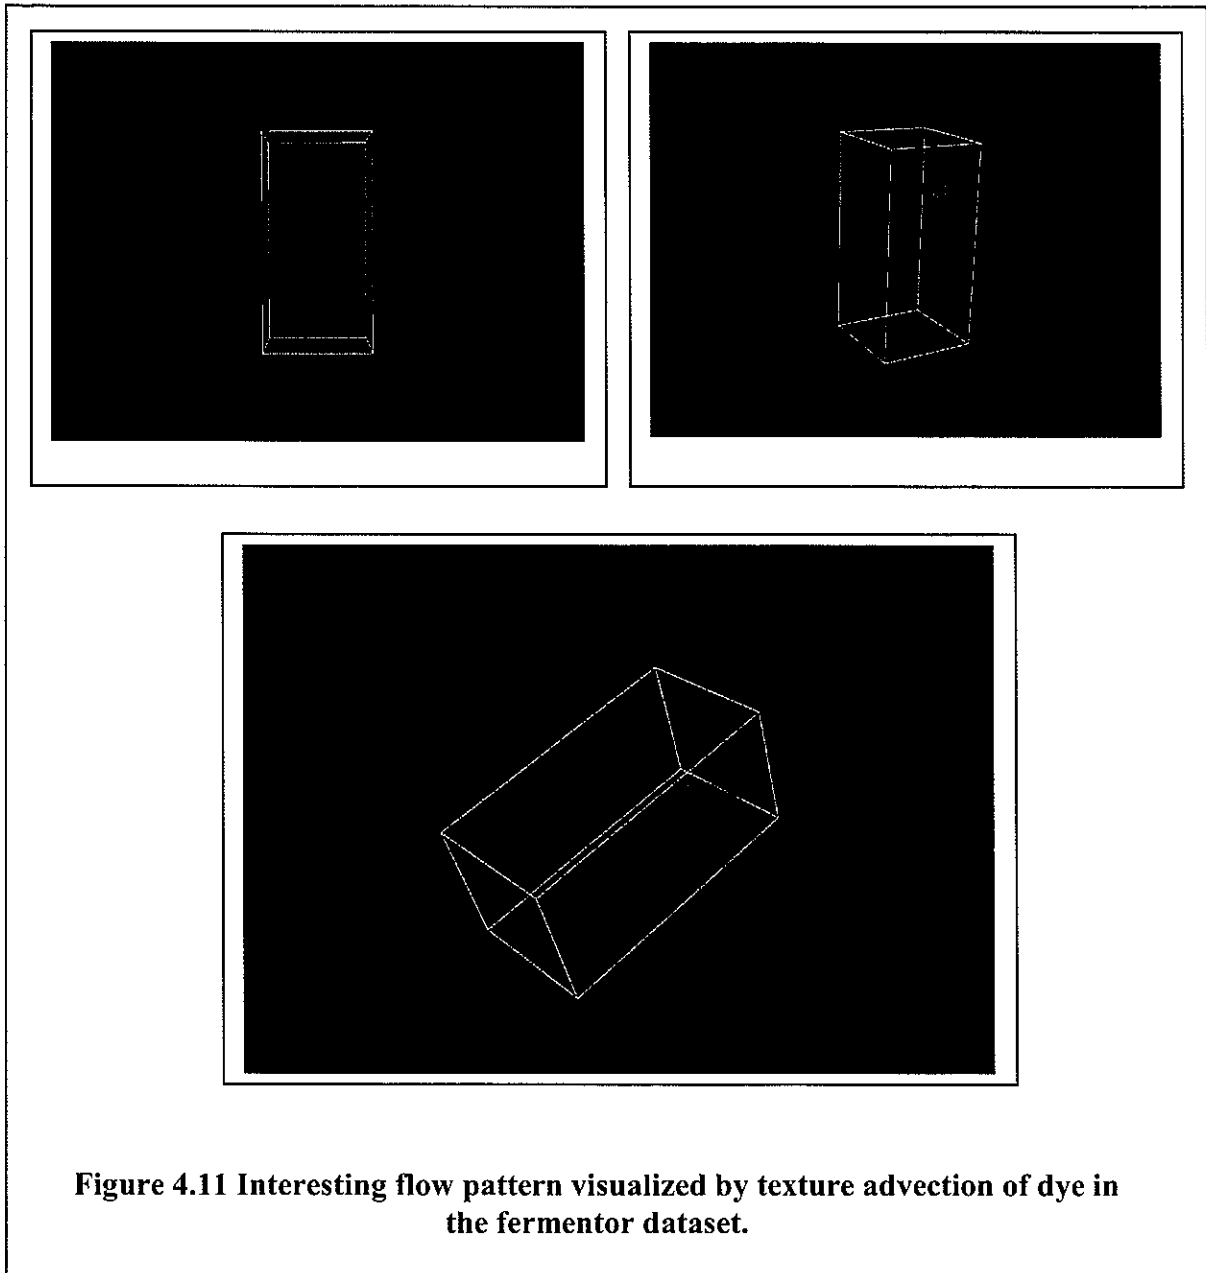 Figure 4.11 Interesting flow pattern visualized by texture advection of dye in
the fermentor dataset.